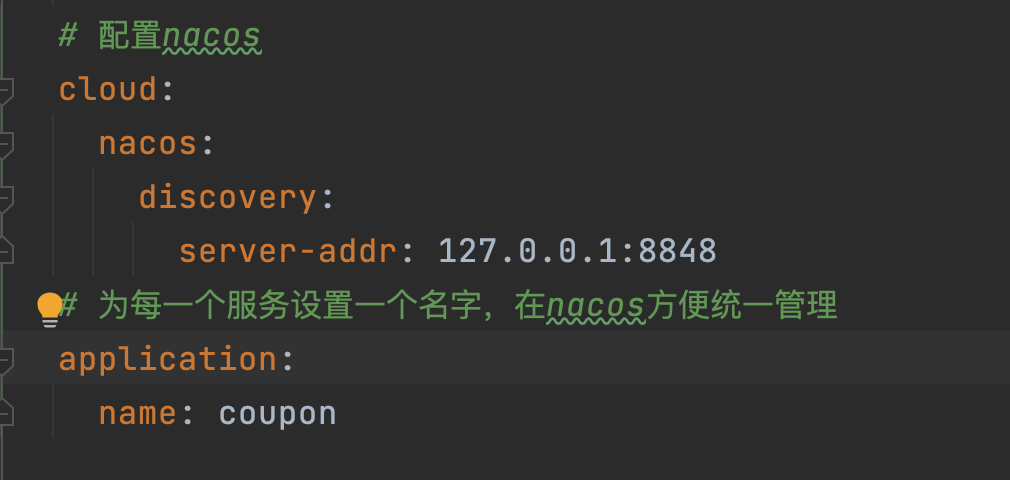 # 配置nacos
cloud:
nacos:
discovery:
server-addr: 127.0.0.1:8848
# 为每一个服务设置一个名字，在nacos方便统一管理
application:
name: coupon